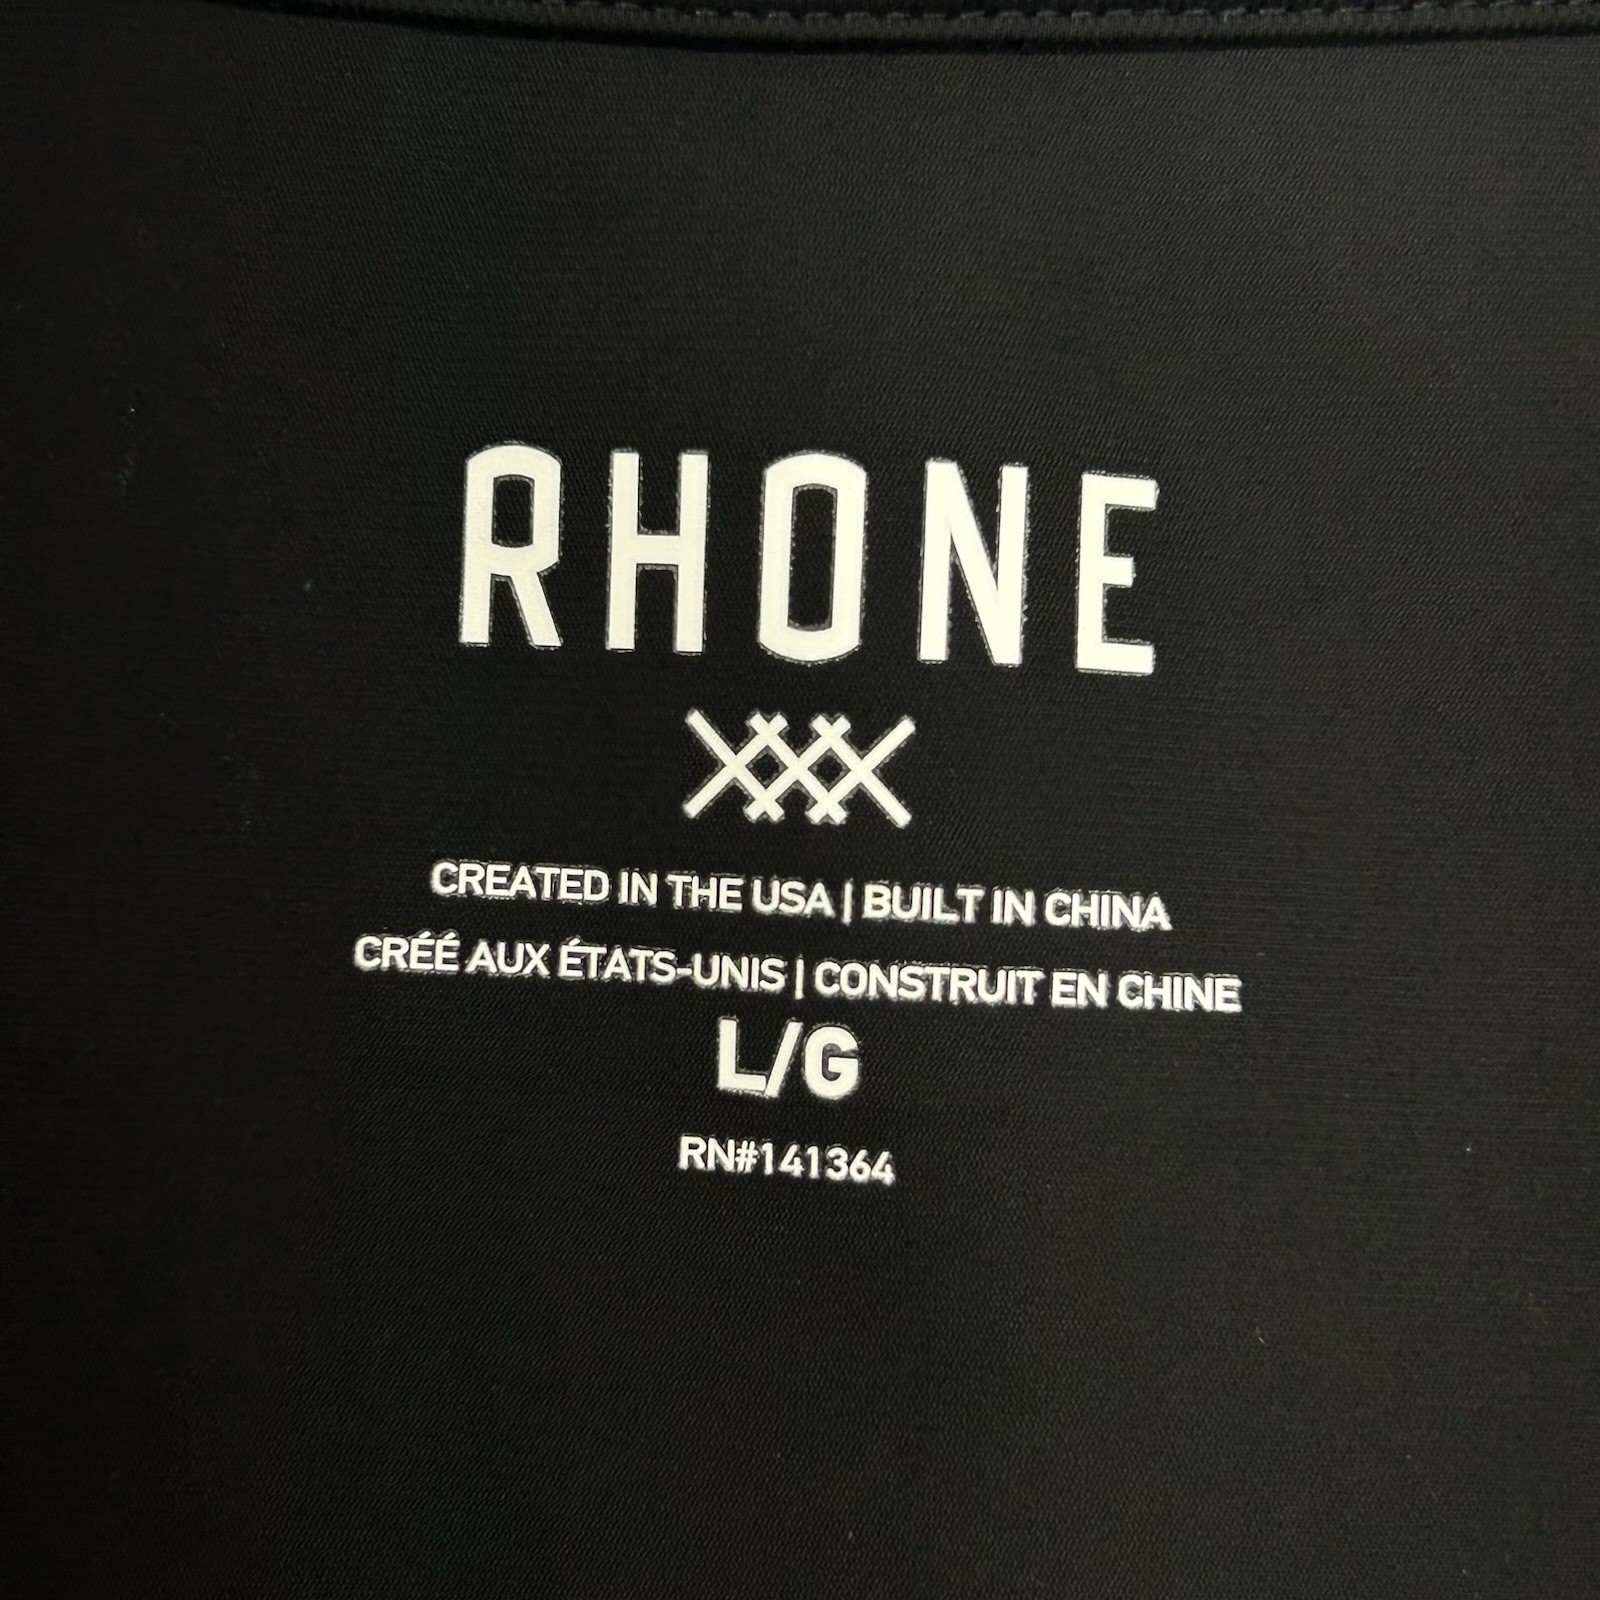 RHONE
CREATED IN THE USA | BUILT IN CHINA
CRÉÉ AUX ÉTATS-UNIS | CONSTRUIT EN CHINE
L/G
RN#141364